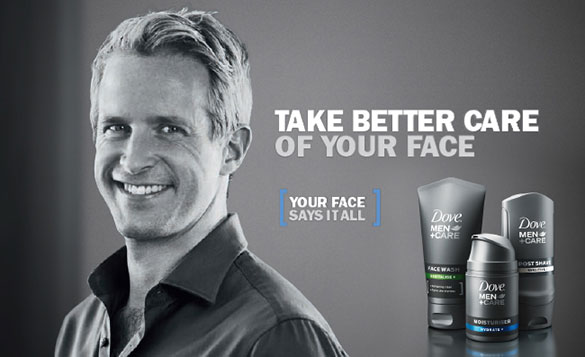 TAKE BETTER CARE
OF YOUR FACE
YOUR FACE
SAYS IT ALL
Dove
MEN
+CARE
FACE WASH
Dove
MEN
+CARE
POST SHAVE
Dove
MEN
+CARE
MOISTURISER
HYDRATE +